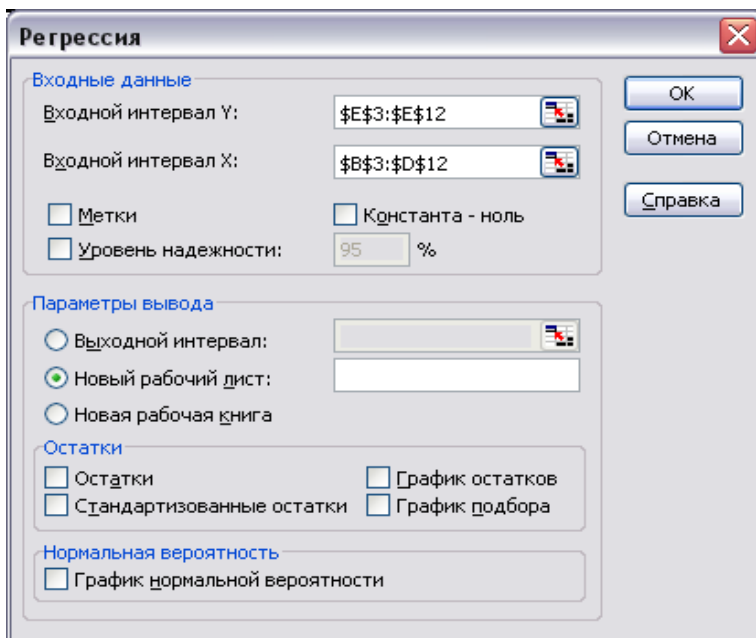 Регрессия
Входные данные
Входной интервал Y: $E$3:$E$12
Входной интервал X: $B$3:$D$12
Метки Константа - ноль
Уровень надежности: 95 %
OK
Отмена
Справка
Параметры вывода
Выходной интервал:
Новый рабочий лист:
Новая рабочая книга
Остатки
Остатки График остатков
Стандартизованные остатки График подбора
Нормальная вероятность
График нормальной вероятности